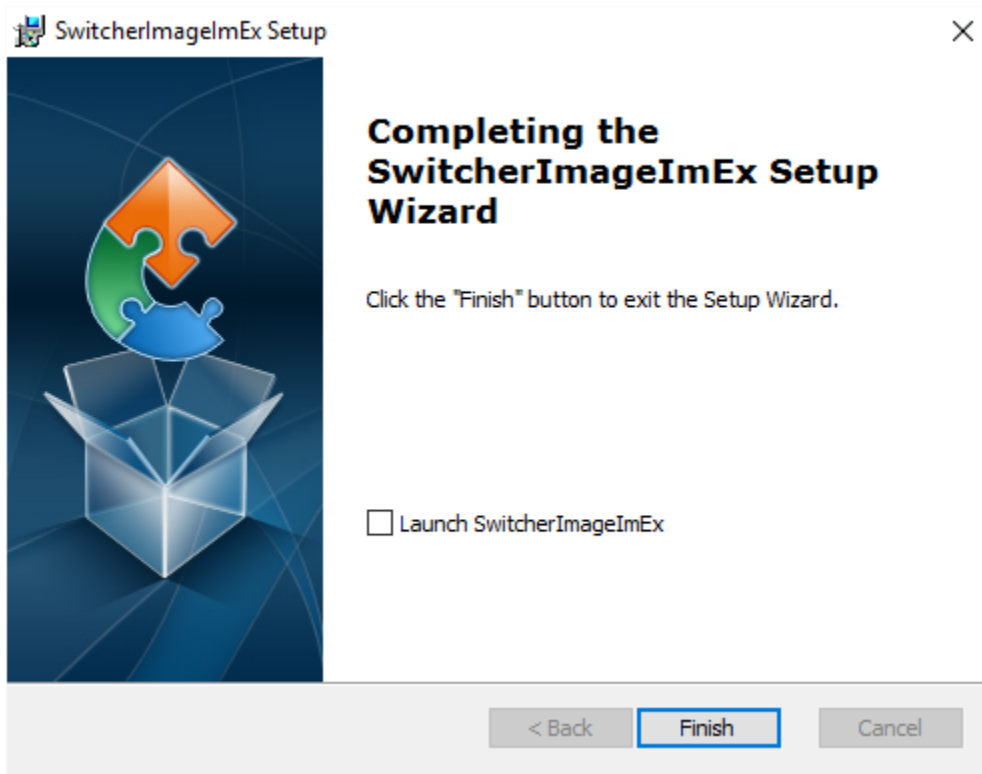 SwitcherImageImEx Setup
Completing the
SwitcherImageImEx Setup
Wizard
Click the "Finish" button to exit the Setup Wizard.
Launch SwitcherImageImEx
< Back Finish Cancel